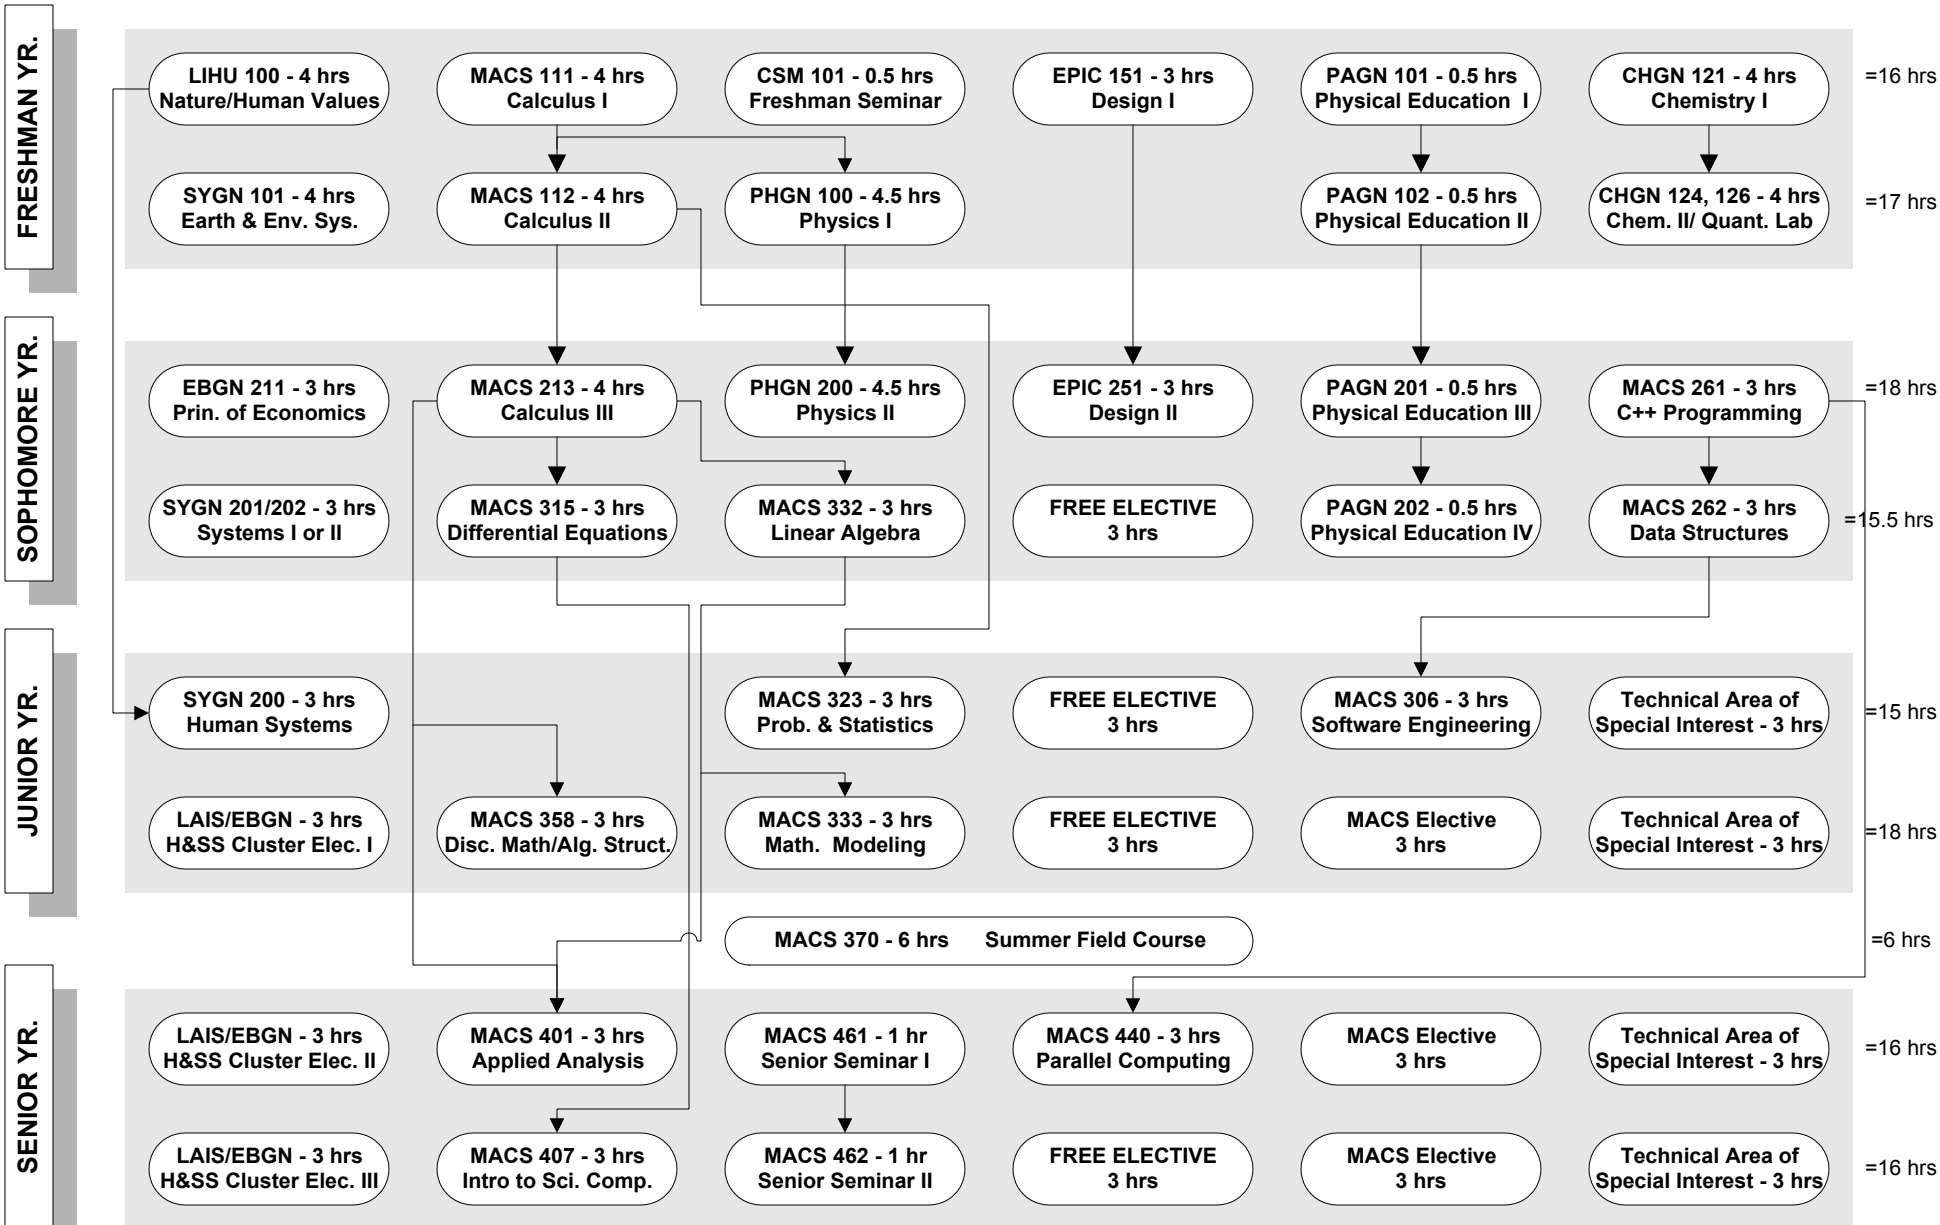 FRESHMAN YR.
LIHU 100 - 4 hrs
Nature/Human Values
MACS 111 - 4 hrs
Calculus I
CSM 101 - 0.5 hrs
Freshman Seminar
EPIC 151 - 3 hrs
Design I
PAGN 101 - 0.5 hrs
Physical Education I
CHGN 121 - 4 hrs
Chemistry I
=16 hrs
SYGN 101 - 4 hrs
Earth & Env. Sys.
MACS 112 - 4 hrs
Calculus II
PHGN 100 - 4.5 hrs
Physics I
PAGN 102 - 0.5 hrs
Physical Education II
CHGN 124, 126 - 4 hrs
Chem. II/ Quant. Lab
=17 hrs
SOPHOMORE YR.
EBGN 211 - 3 hrs
Prin. of Economics
MACS 213 - 4 hrs
Calculus III
PHGN 200 - 4.5 hrs
Physics II
EPIC 251 - 3 hrs
Design II
PAGN 201 - 0.5 hrs
Physical Education III
MACS 261 - 3 hrs
C++ Programming
=18 hrs
SYGN 201/202 - 3 hrs
Systems I or II
MACS 315 - 3 hrs
Differential Equations
MACS 332 - 3 hrs
Linear Algebra
FREE ELECTIVE
3 hrs
PAGN 202 - 0.5 hrs
Physical Education IV
MACS 262 - 3 hrs
Data Structures
=15.5 hrs
JUNIOR YR.
SYGN 200 - 3 hrs
Human Systems
MACS 323 - 3 hrs
Prob. & Statistics
FREE ELECTIVE
3 hrs
MACS 306 - 3 hrs
Software Engineering
Technical Area of
Special Interest - 3 hrs
=15 hrs
LAIS/EBGN - 3 hrs
H&SS Cluster Elec. I
MACS 358 - 3 hrs
Disc. Math/Alg. Struct.
MACS 333 - 3 hrs
Math. Modeling
FREE ELECTIVE
3 hrs
MACS Elective
3 hrs
Technical Area of
Special Interest - 3 hrs
=18 hrs
MACS 370 - 6 hrs Summer Field Course
=6 hrs
SENIOR YR.
LAIS/EBGN - 3 hrs
H&SS Cluster Elec. II
MACS 401 - 3 hrs
Applied Analysis
MACS 461 - 1 hr
Senior Seminar I
MACS 440 - 3 hrs
Parallel Computing
MACS Elective
3 hrs
Technical Area of
Special Interest - 3 hrs
=16 hrs
LAIS/EBGN - 3 hrs
H&SS Cluster Elec. III
MACS 407 - 3 hrs
Intro to Sci. Comp.
MACS 462 - 1 hr
Senior Seminar II
FREE ELECTIVE
3 hrs
MACS Elective
3 hrs
Technical Area of
Special Interest - 3 hrs
=16 hrs